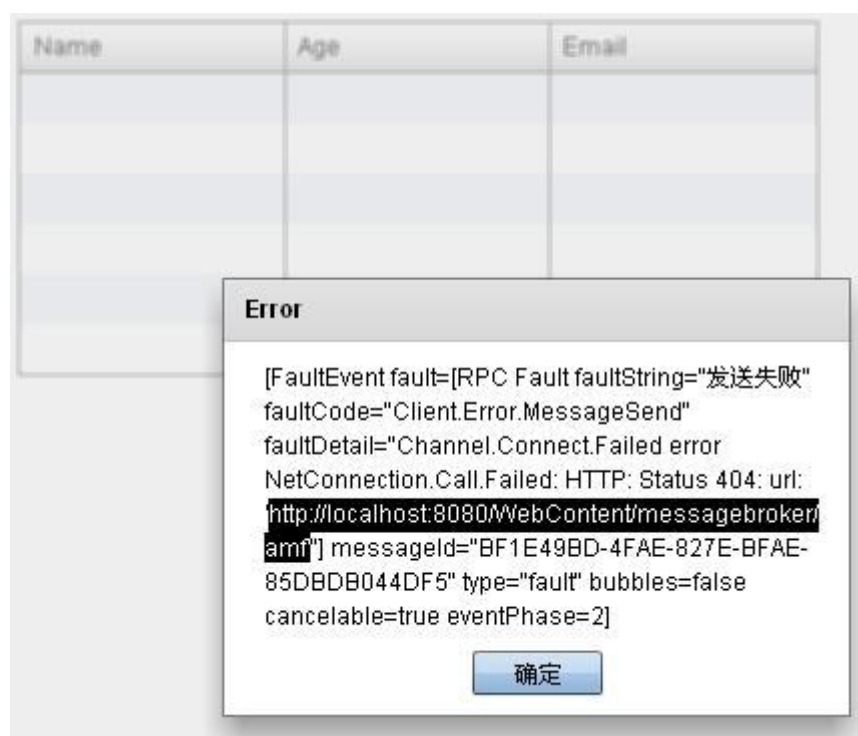 Name Age Email
Error
[FaultEvent fault=[RPC Fault faultString="发送失败"
faultCode="Client.Error.MessageSend"
faultDetail="Channel.Connect.Failed error
NetConnection.Call.Failed: HTTP: Status 404: url:
'http://localhost:8080/WebContent/messagebroker/
amf'"] messageId="BF1E49BD-4FAE-827E-BFAE-
85DBDB044DF5" type="fault" bubbles=false
cancelable=true eventPhase=2]
确定